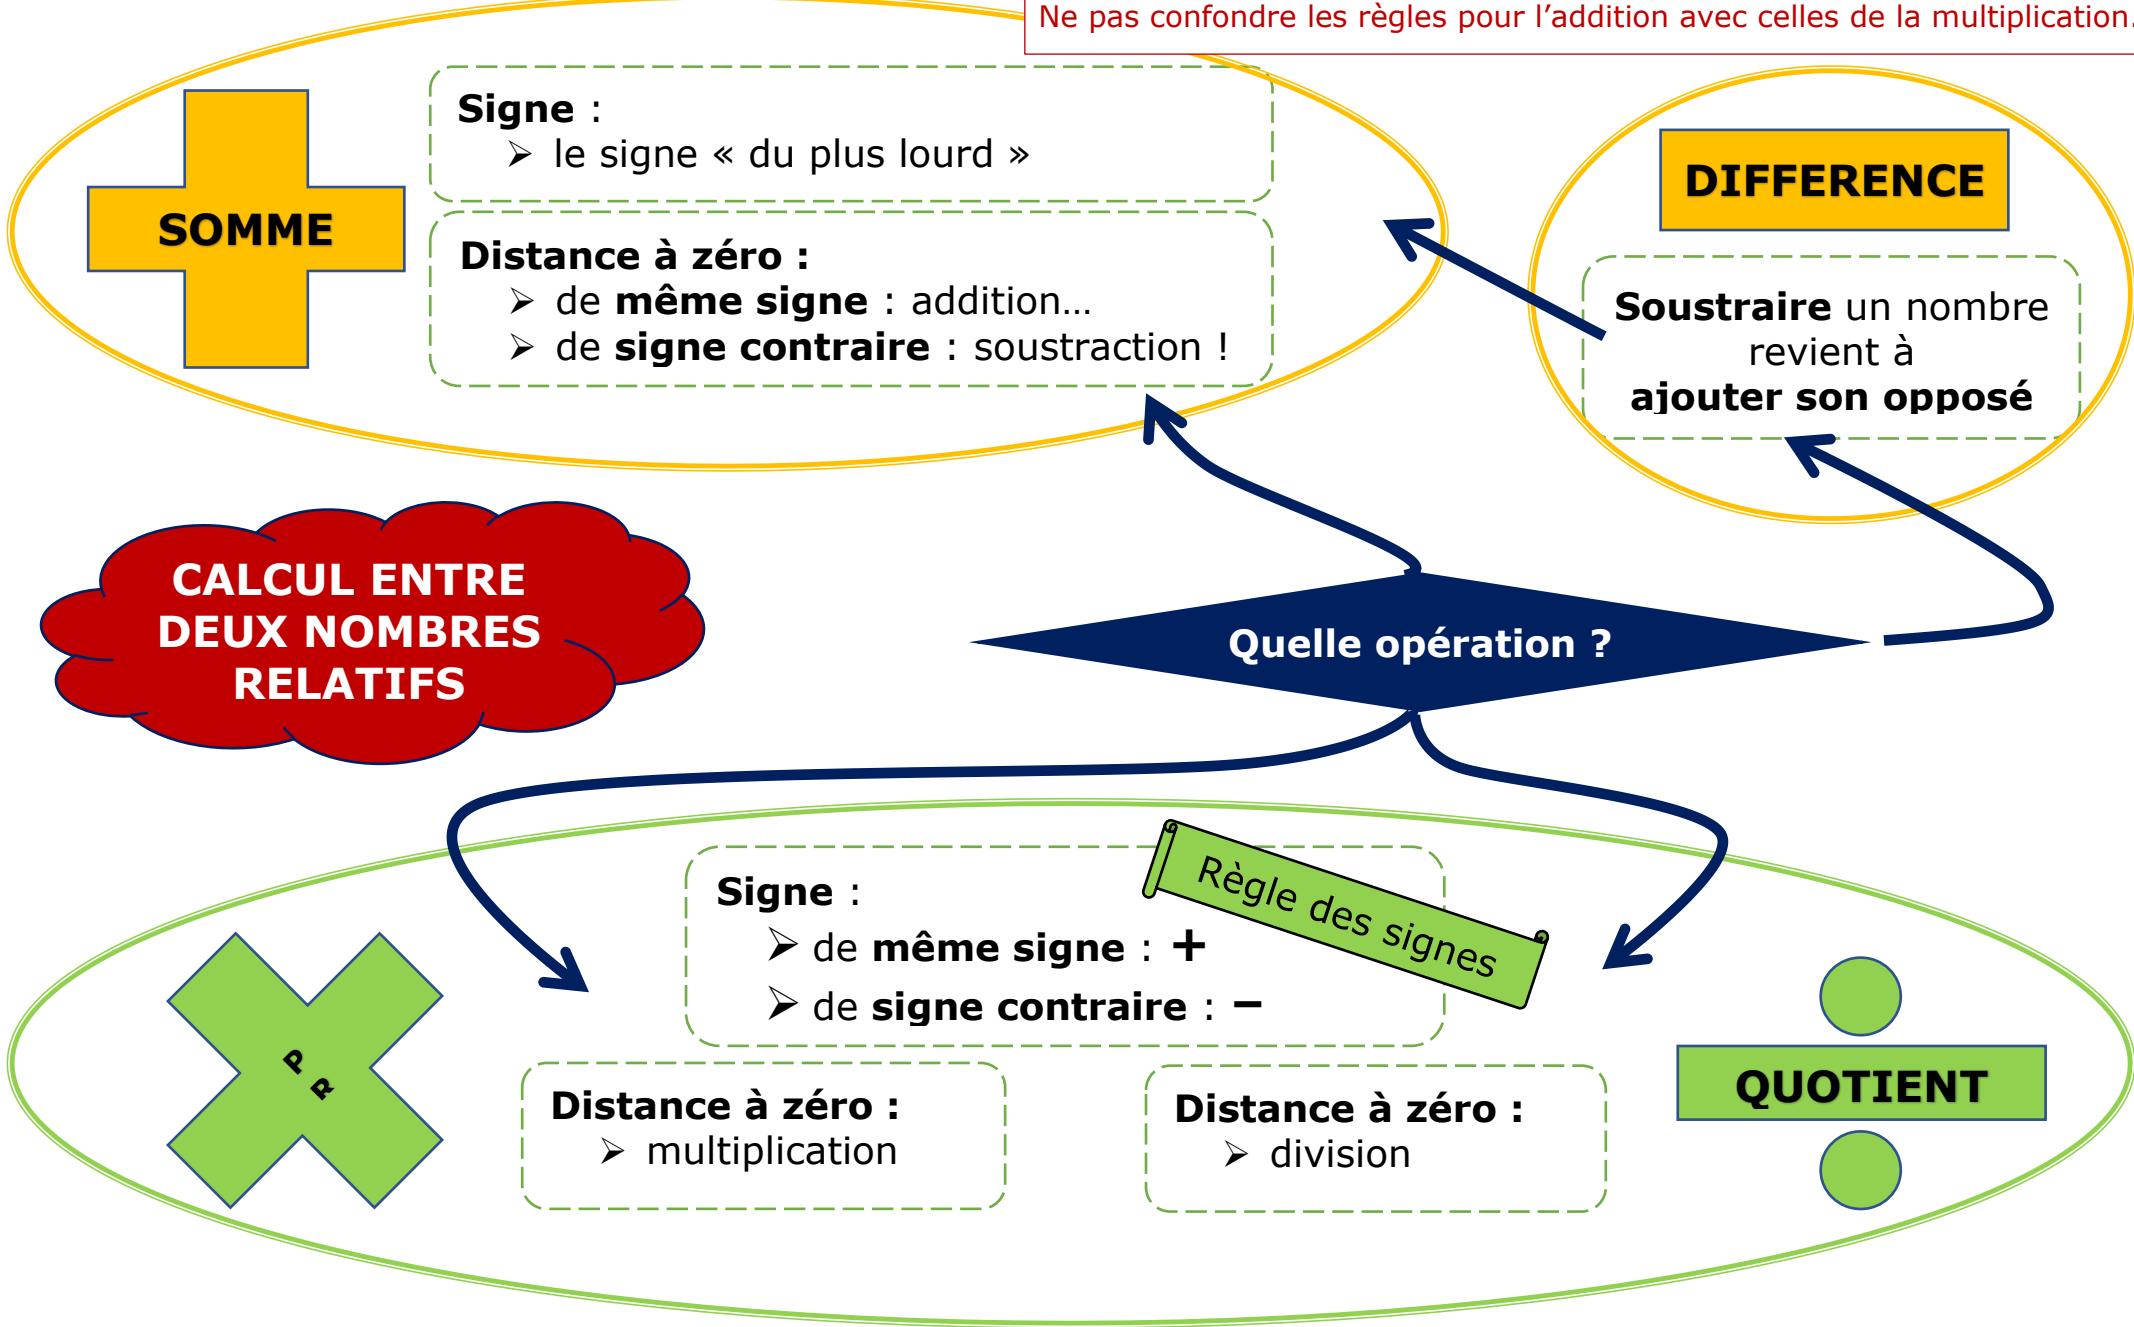 Ne pas confondre les règles pour l’addition avec celles de la multiplication.
Signe :
➢ le signe « du plus lourd »
SOMME
Distance à zéro :
➢ de même signe : addition…
➢ de signe contraire : soustraction !
DIFFERENCE
Soustraire un nombre
revient à
ajouter son opposé
CALCUL ENTRE
DEUX NOMBRES
RELATIFS
Quelle opération ?
Règle des signes
Signe :
➢ de même signe : +
➢ de signe contraire : –
P
R
Distance à zéro :
➢ multiplication
Distance à zéro :
➢ division
QUOTIENT